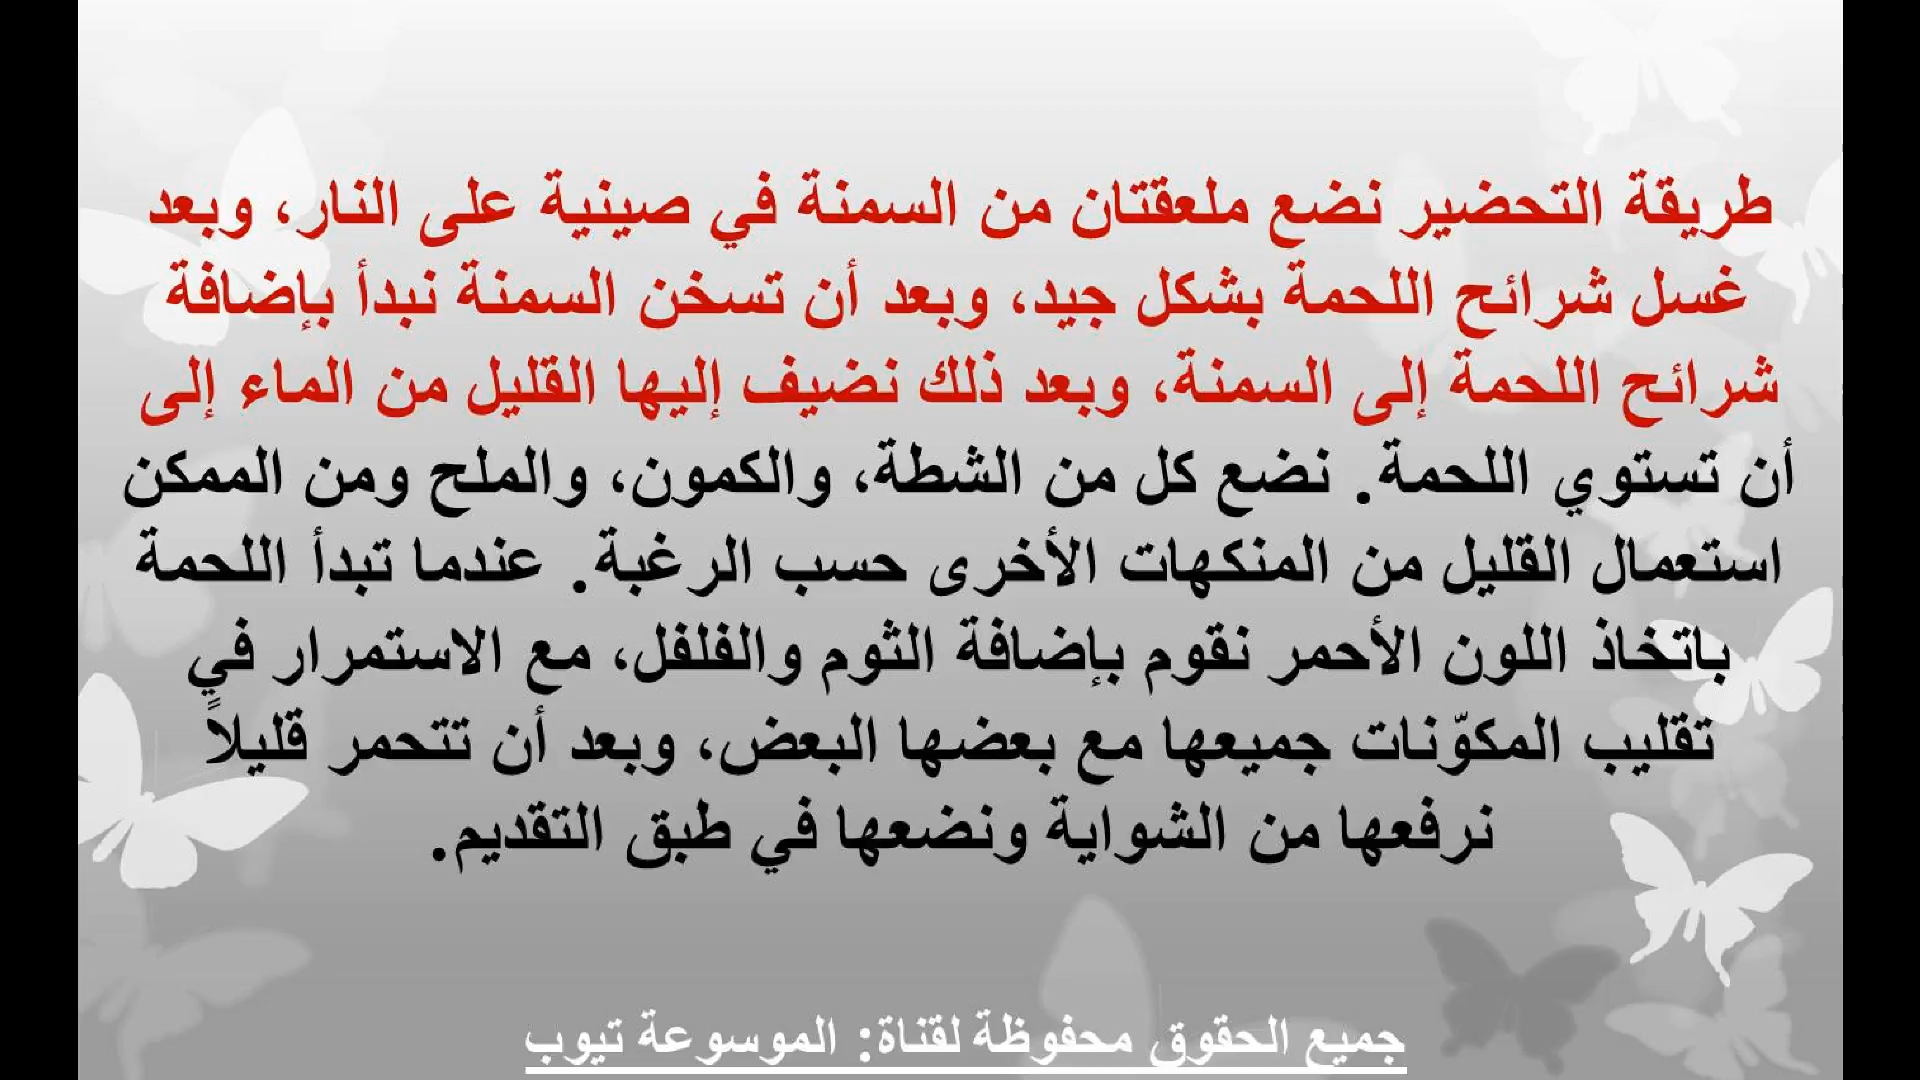 طريقة التحضير نضع ملعقتان من السمنة في صينية على النار، وبعد
غسل شرائح اللحمة بشكل جيد، وبعد أن تسخن السمنة نبدأ بإضافة
شرائح اللحمة إلى السمنة، وبعد ذلك نضيف إليها القليل من الماء إلى
أن تستوي اللحمة. نضع كل من الشطة، والكمون، والملح ومن الممكن
استعمال القليل من المنكهات الأخرى حسب الرغبة. عندما تبدأ اللحمة
باتخاذ اللون الأحمر نقوم بإضافة الثوم والفلفل، مع الاستمرار في
تقليب المكوّنات جميعها مع بعضها البعض، وبعد أن تتحمر قليلاً
نرفعها من الشواية ونضعها في طبق التقديم.
جميع الحقوق محفوظة لقناة: الموسوعة تيوب